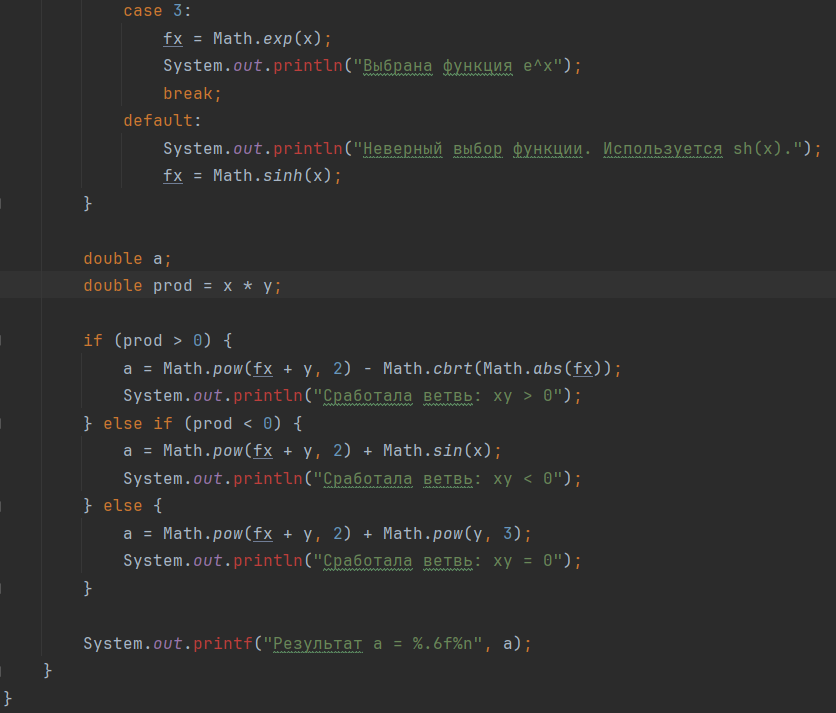 case 3:
fx = Math.exp(x);
System.out.println("Выбрана функция e^x");
break;
default:
System.out.println("Неверный выбор функции. Используется sh(x).");
fx = Math.sinh(x);
}
double a;
double prod = x * y;
if (prod > 0) {
a = Math.pow(fx + y, 2) - Math.cbrt(Math.abs(fx));
System.out.println("Сработала ветвь: xy > 0");
} else if (prod < 0) {
a = Math.pow(fx + y, 2) + Math.sin(x);
System.out.println("Сработала ветвь: xy < 0");
} else {
a = Math.pow(fx + y, 2) + Math.pow(y, 3);
System.out.println("Сработала ветвь: xy = 0");
}
System.out.printf("Результат a = %.6f%n", a);
}
}